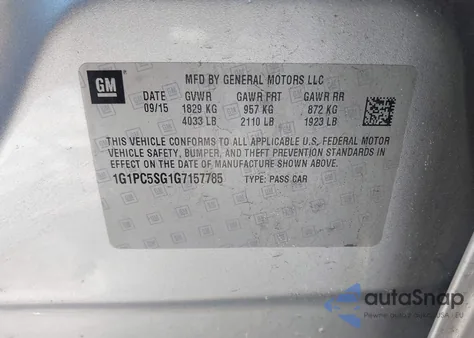 GM
MFD BY GENERAL MOTORS LLC
DATE GVWR GAWR FRT GAWR RR
09/15 1829 KG 957 KG 872 KG
4033 LB 2110 LB 1923 LB
THIS VEHICLE CONFORMS TO ALL APPLICABLE U.S. FEDERAL MOTOR
VEHICLE SAFETY, BUMPER, AND THEFT PREVENTION STANDARDS IN
EFFECT ON THE DATE OF MANUFACTURE SHOWN ABOVE.
1G1PC5SG1G7157785 TYPE: PASS CAR
autoSnap